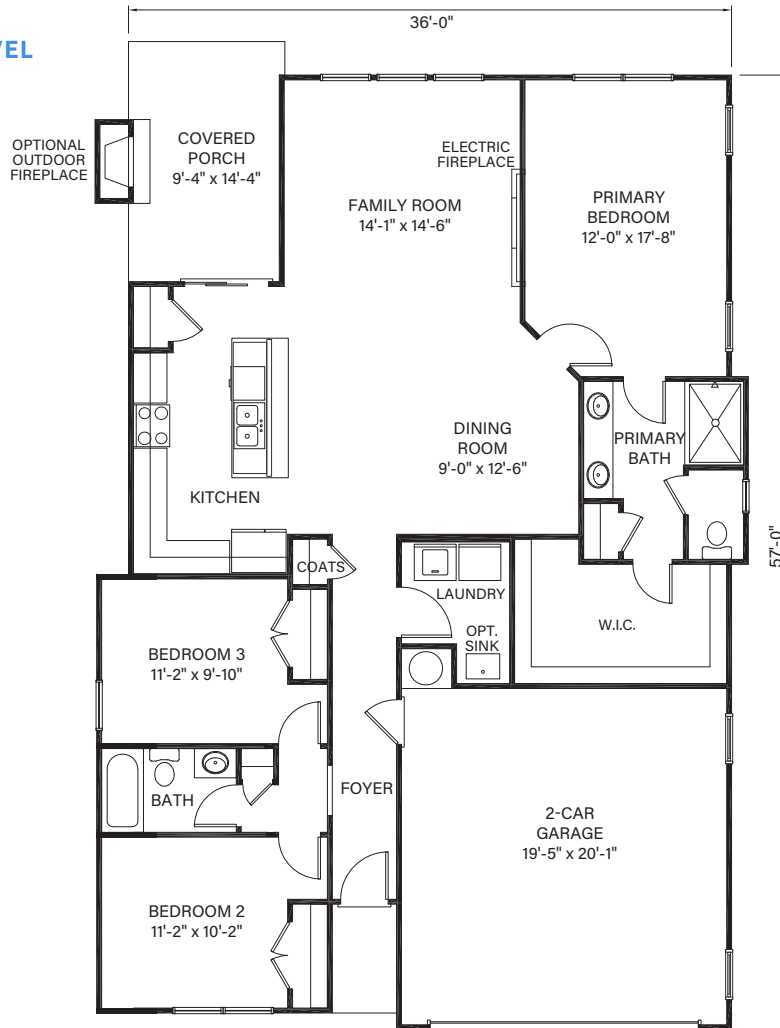 36'-0"
VEL
OPTIONAL
OUTDOOR
FIREPLACE
COVERED
PORCH
9'-4" x 14'-4"
ELECTRIC
FIREPLACE
FAMILY ROOM
14'-1" x 14'-6"
PRIMARY
BEDROOM
12'-0" x 17'-8"
DINING
ROOM
9'-0" x 12'-6"
PRIMARY
BATH
KITCHEN
57'-0"
COATS
LAUNDRY
OPT.
SINK
W.I.C.
BEDROOM 3
11'-2" x 9'-10"
BATH
FOYER
2-CAR
GARAGE
19'-5" x 20'-1"
BEDROOM 2
11'-2" x 10'-2"